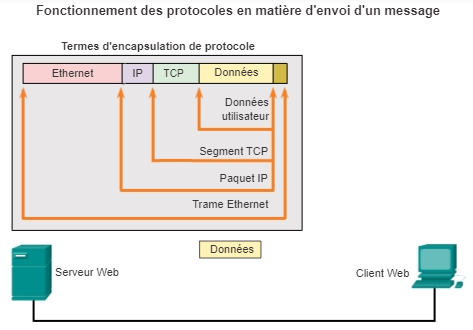 Fonctionnement des protocoles en matière d'envoi d'un message
Termes d'encapsulation de protocole
Ethernet IP TCP Données
Données
utilisateur
Segment TCP
Paquet IP
Trame Ethernet
Données
Serveur Web Client Web